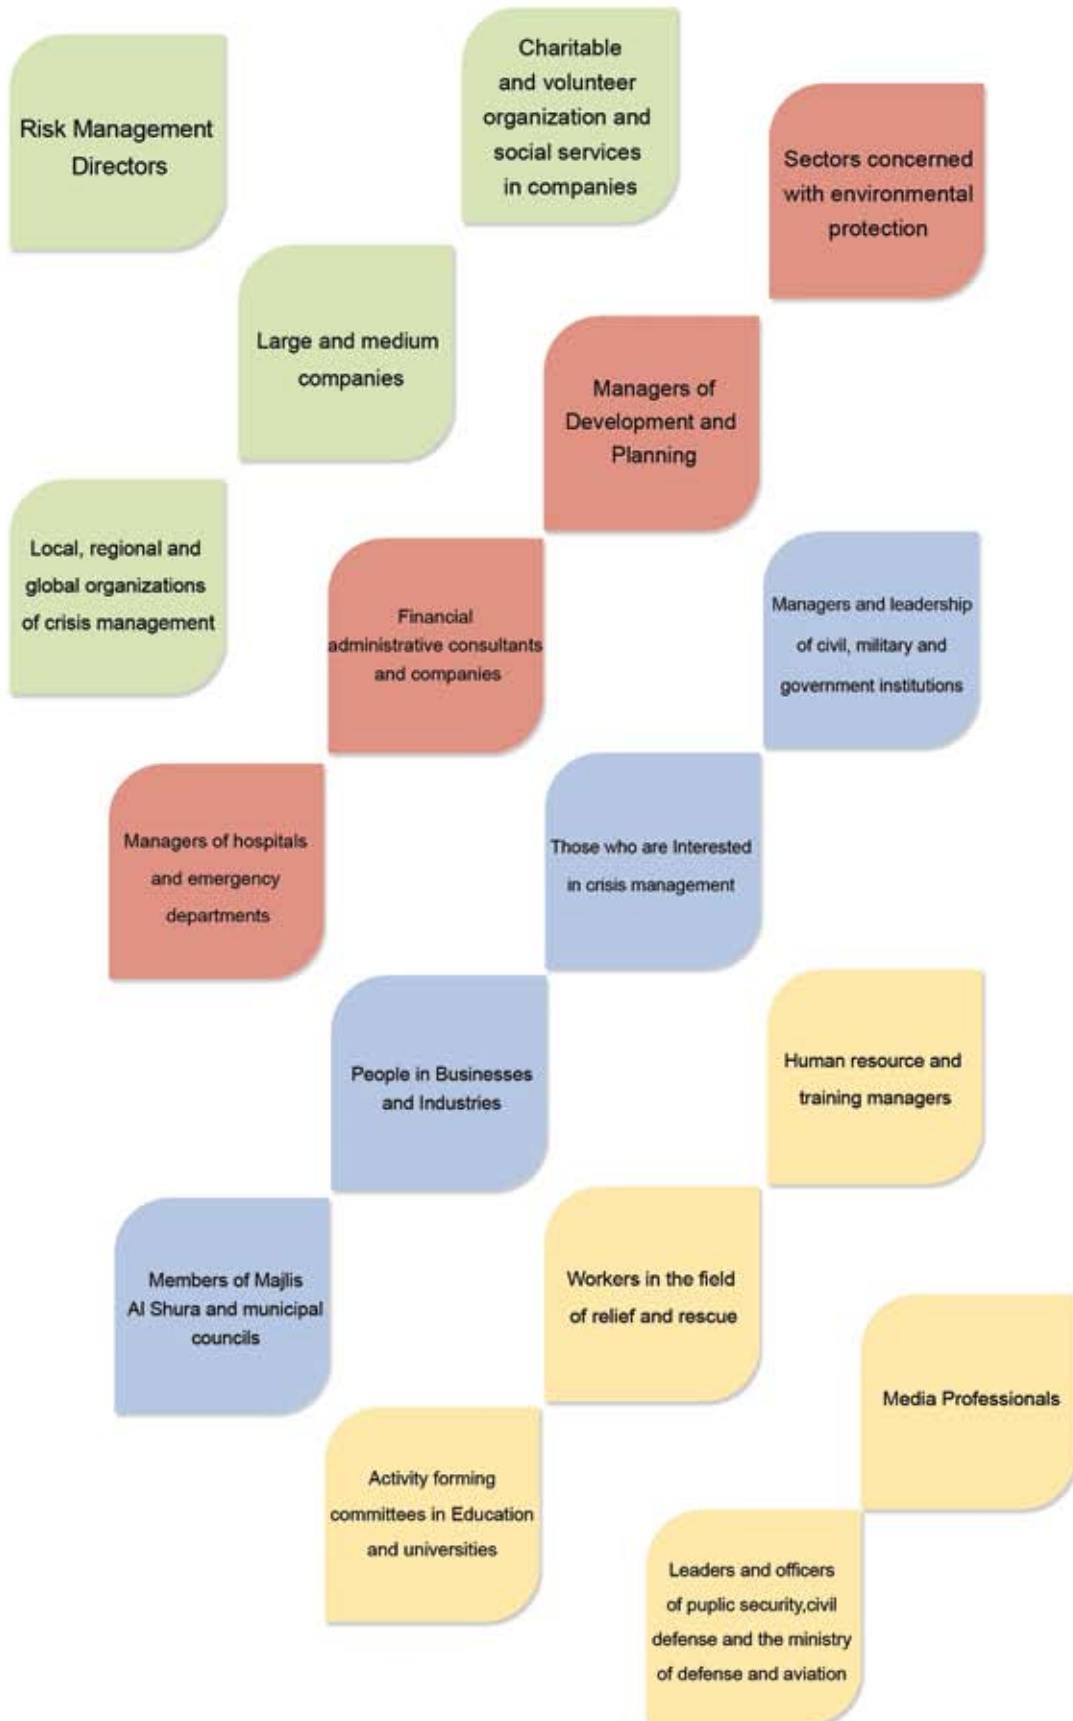 Risk Management
Directors
Charitable
and volunteer
organization and
social services
in companies
Sectors concerned
with environmental
protection
Large and medium
companies
Managers of
Development and
Planning
Local, regional and
global organizations
of crisis management
Financial
administrative consultants
and companies
Managers and leadership
of civil, military and
government institutions
Managers of hospitals
and emergency
departments
Those who are Interested
in crisis management
People in Businesses
and Industries
Human resource and
training managers
Members of Majlis
Al Shura and municipal
councils
Workers in the field
of relief and rescue
Media Professionals
Activity forming
committees in Education
and universities
Leaders and officers
of puplic security,civil
defense and the ministry
of defense and aviation